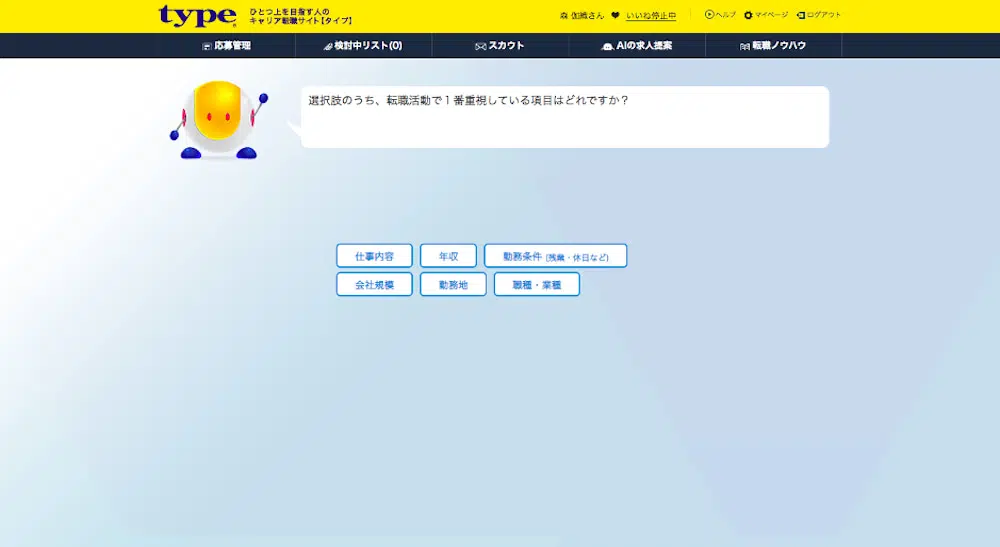 type
ひとつ上を目指す人の
キャリア転職サイト【タイプ】
森 伽織さん ♥ いいね停止中
ヘルプ マイページ ログアウト
応募管理 検討中リスト(0) スカウト AIの求人提案 転職ノウハウ
選択肢のうち、転職活動で1番重視している項目はどれですか？
仕事内容 年収 勤務条件 (残業・休日など)
会社規模 勤務地 職種・業種